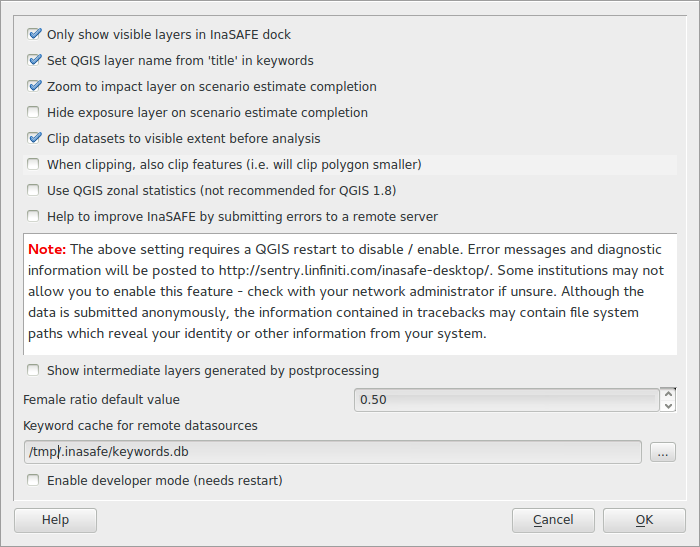 Only show visible layers in InaSAFE dock
Set QGIS layer name from 'title' in keywords
Zoom to impact layer on scenario estimate completion
Hide exposure layer on scenario estimate completion
Clip datasets to visible extent before analysis
When clipping, also clip features (i.e. will clip polygon smaller)
Use QGIS zonal statistics (not recommended for QGIS 1.8)
Help to improve InaSAFE by submitting errors to a remote server
Note: The above setting requires a QGIS restart to disable / enable. Error messages and diagnostic
information will be posted to http://sentry.linfiniti.com/inasafe-desktop/. Some institutions may not
allow you to enable this feature - check with your network administrator if unsure. Although the
data is submitted anonymously, the information contained in tracebacks may contain file system
paths which reveal your identity or other information from your system.
Show intermediate layers generated by postprocessing
Female ratio default value 0.50
Keyword cache for remote datasources
/tmp/.inasafe/keywords.db ...
Enable developer mode (needs restart)
Help Cancel OK